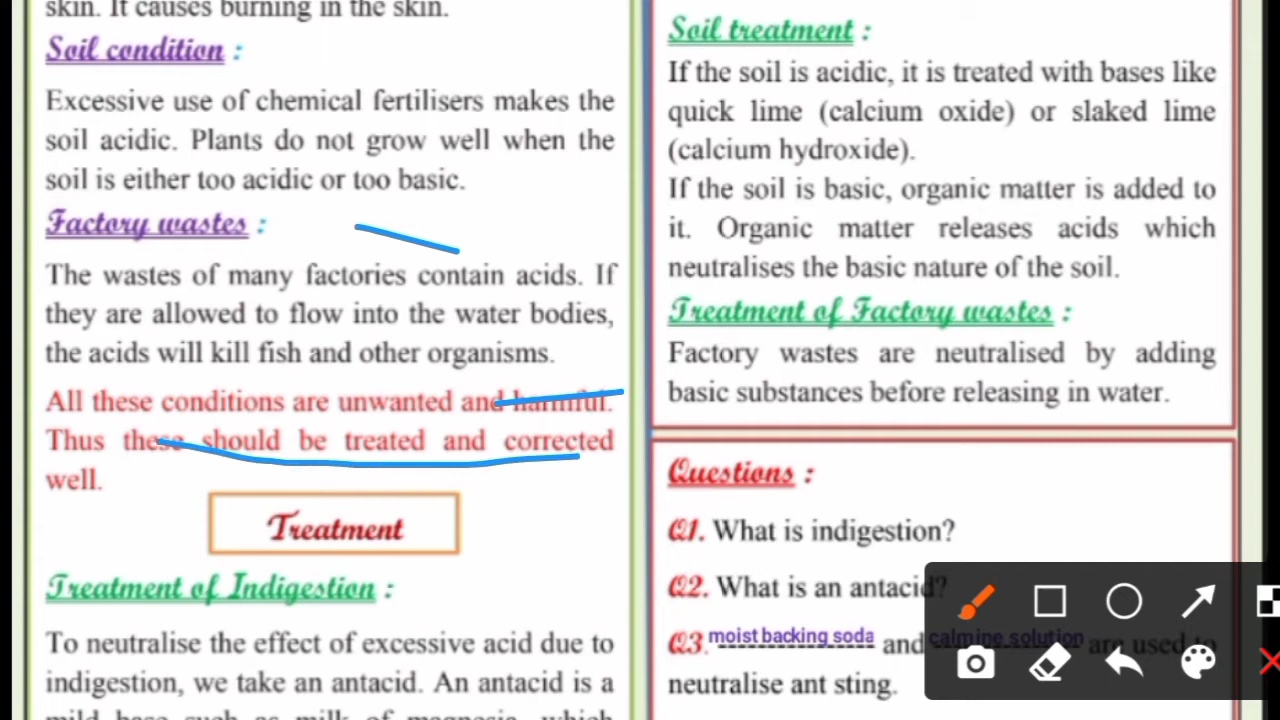 skin. It causes burning in the skin.
Soil condition :
Excessive use of chemical fertilisers makes the
soil acidic. Plants do not grow well when the
soil is either too acidic or too basic.
Factory wastes :
The wastes of many factories contain acids. If
they are allowed to flow into the water bodies,
the acids will kill fish and other organisms.
All these conditions are unwanted and harmful.
Thus these should be treated and corrected
well.
Treatment
Treatment of Indigestion :
To neutralise the effect of excessive acid due to
indigestion, we take an antacid. An antacid is a
mild base such as milk of magnesia, which
Soil treatment :
If the soil is acidic, it is treated with bases like
quick lime (calcium oxide) or slaked lime
(calcium hydroxide).
If the soil is basic, organic matter is added to
it. Organic matter releases acids which
neutralises the basic nature of the soil.
Treatment of Factory wastes :
Factory wastes are neutralised by adding
basic substances before releasing in water.
Questions :
Q1. What is indigestion?
Q2. What is an antacid?
Q3. moist backing soda and calmine solution are used to
neutralise ant sting.